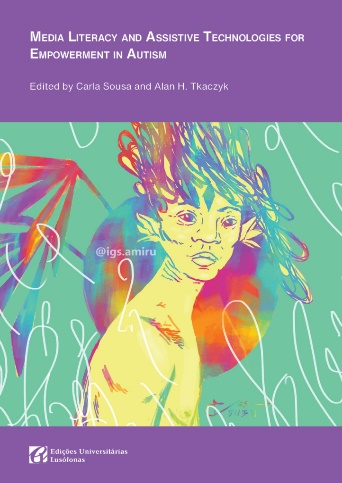 Media Literacy and Assistive Technologies for
Empowerment in Autism
Edited by Carla Sousa and Alan H. Tkaczyk
@igs.amiru
Edições Universitárias
Lusófonas